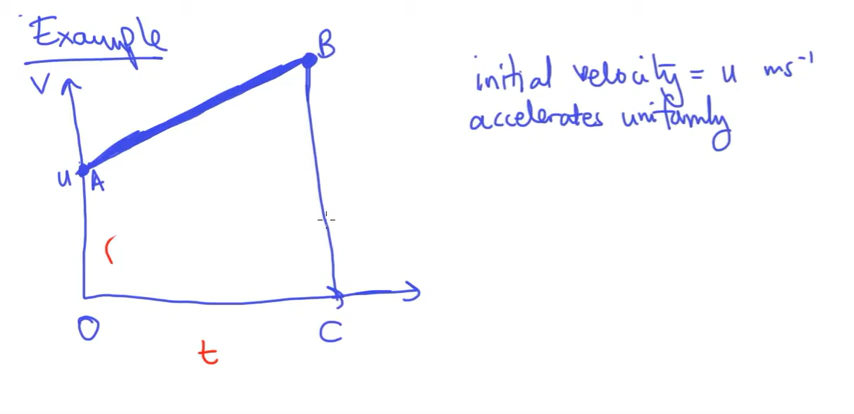 Example
V
B
initial velocity = u ms⁻¹
accelerates uniformly
u A
(
O
C
t